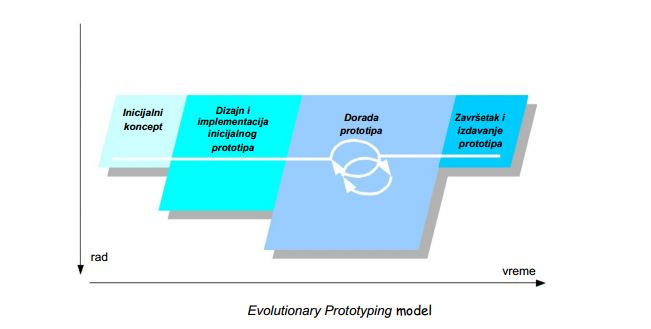 Inicijalni
koncept
Dizajn i
implementacija
inicijalnog
prototipa
Dorada
prototipa
Završetak i
izdavanje
prototipa
rad
vreme
Evolutionary Prototyping model